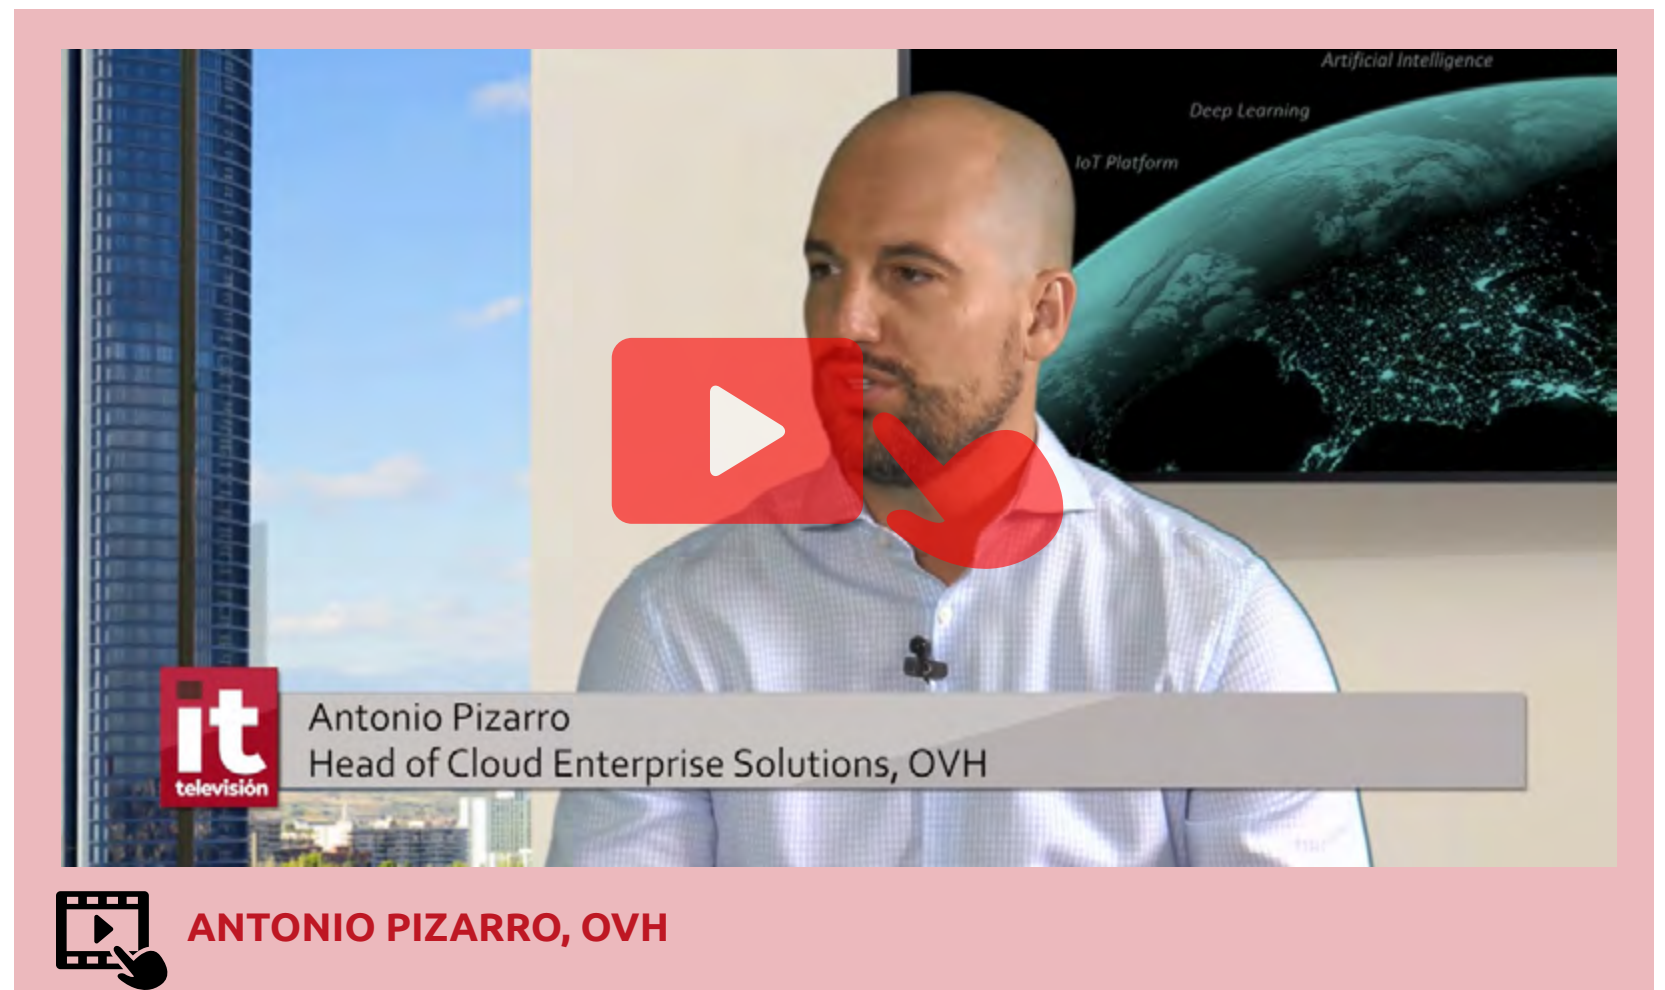 Artificial Intelligence
Deep Learning
IoT Platform
it
televisión
Antonio Pizarro
Head of Cloud Enterprise Solutions, OVH
ANTONIO PIZARRO, OVH